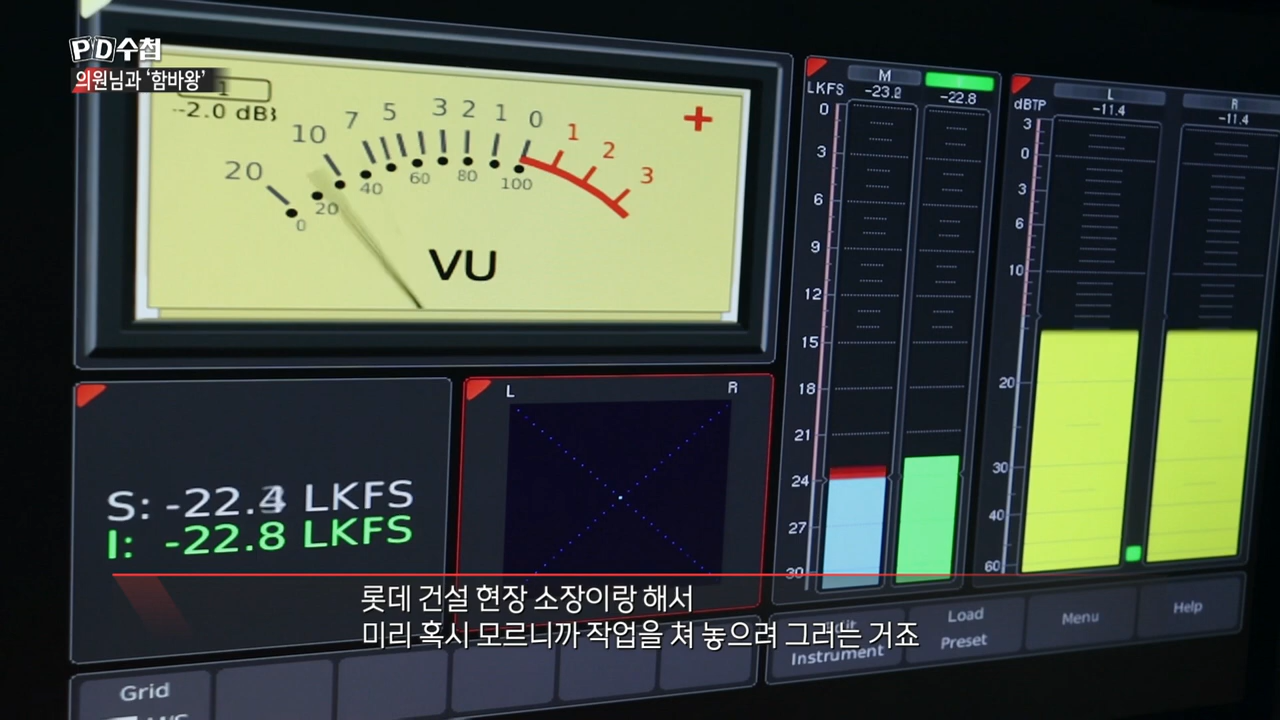 PD수첩
의원님과 '함바왕'
1
--2.0 dB
20 10 7 5 3 2 1 0 1 2 3
+
0 20 40 60 80 100
VU
M
LKFS -23.2 -22.8
0
3
6
9
12
15
18
21
24
27
30
L R
dBTP -11.4 -11.4
3
0
3
6
10
20
30
40
60
L R
S: -22.4 LKFS
I: -22.8 LKFS
롯데 건설 현장 소장이랑 해서
미리 혹시 모르니까 작업을 쳐 놓으려 그러는 거죠
Edit
Instrument
Load
Preset
Menu
Help
Grid